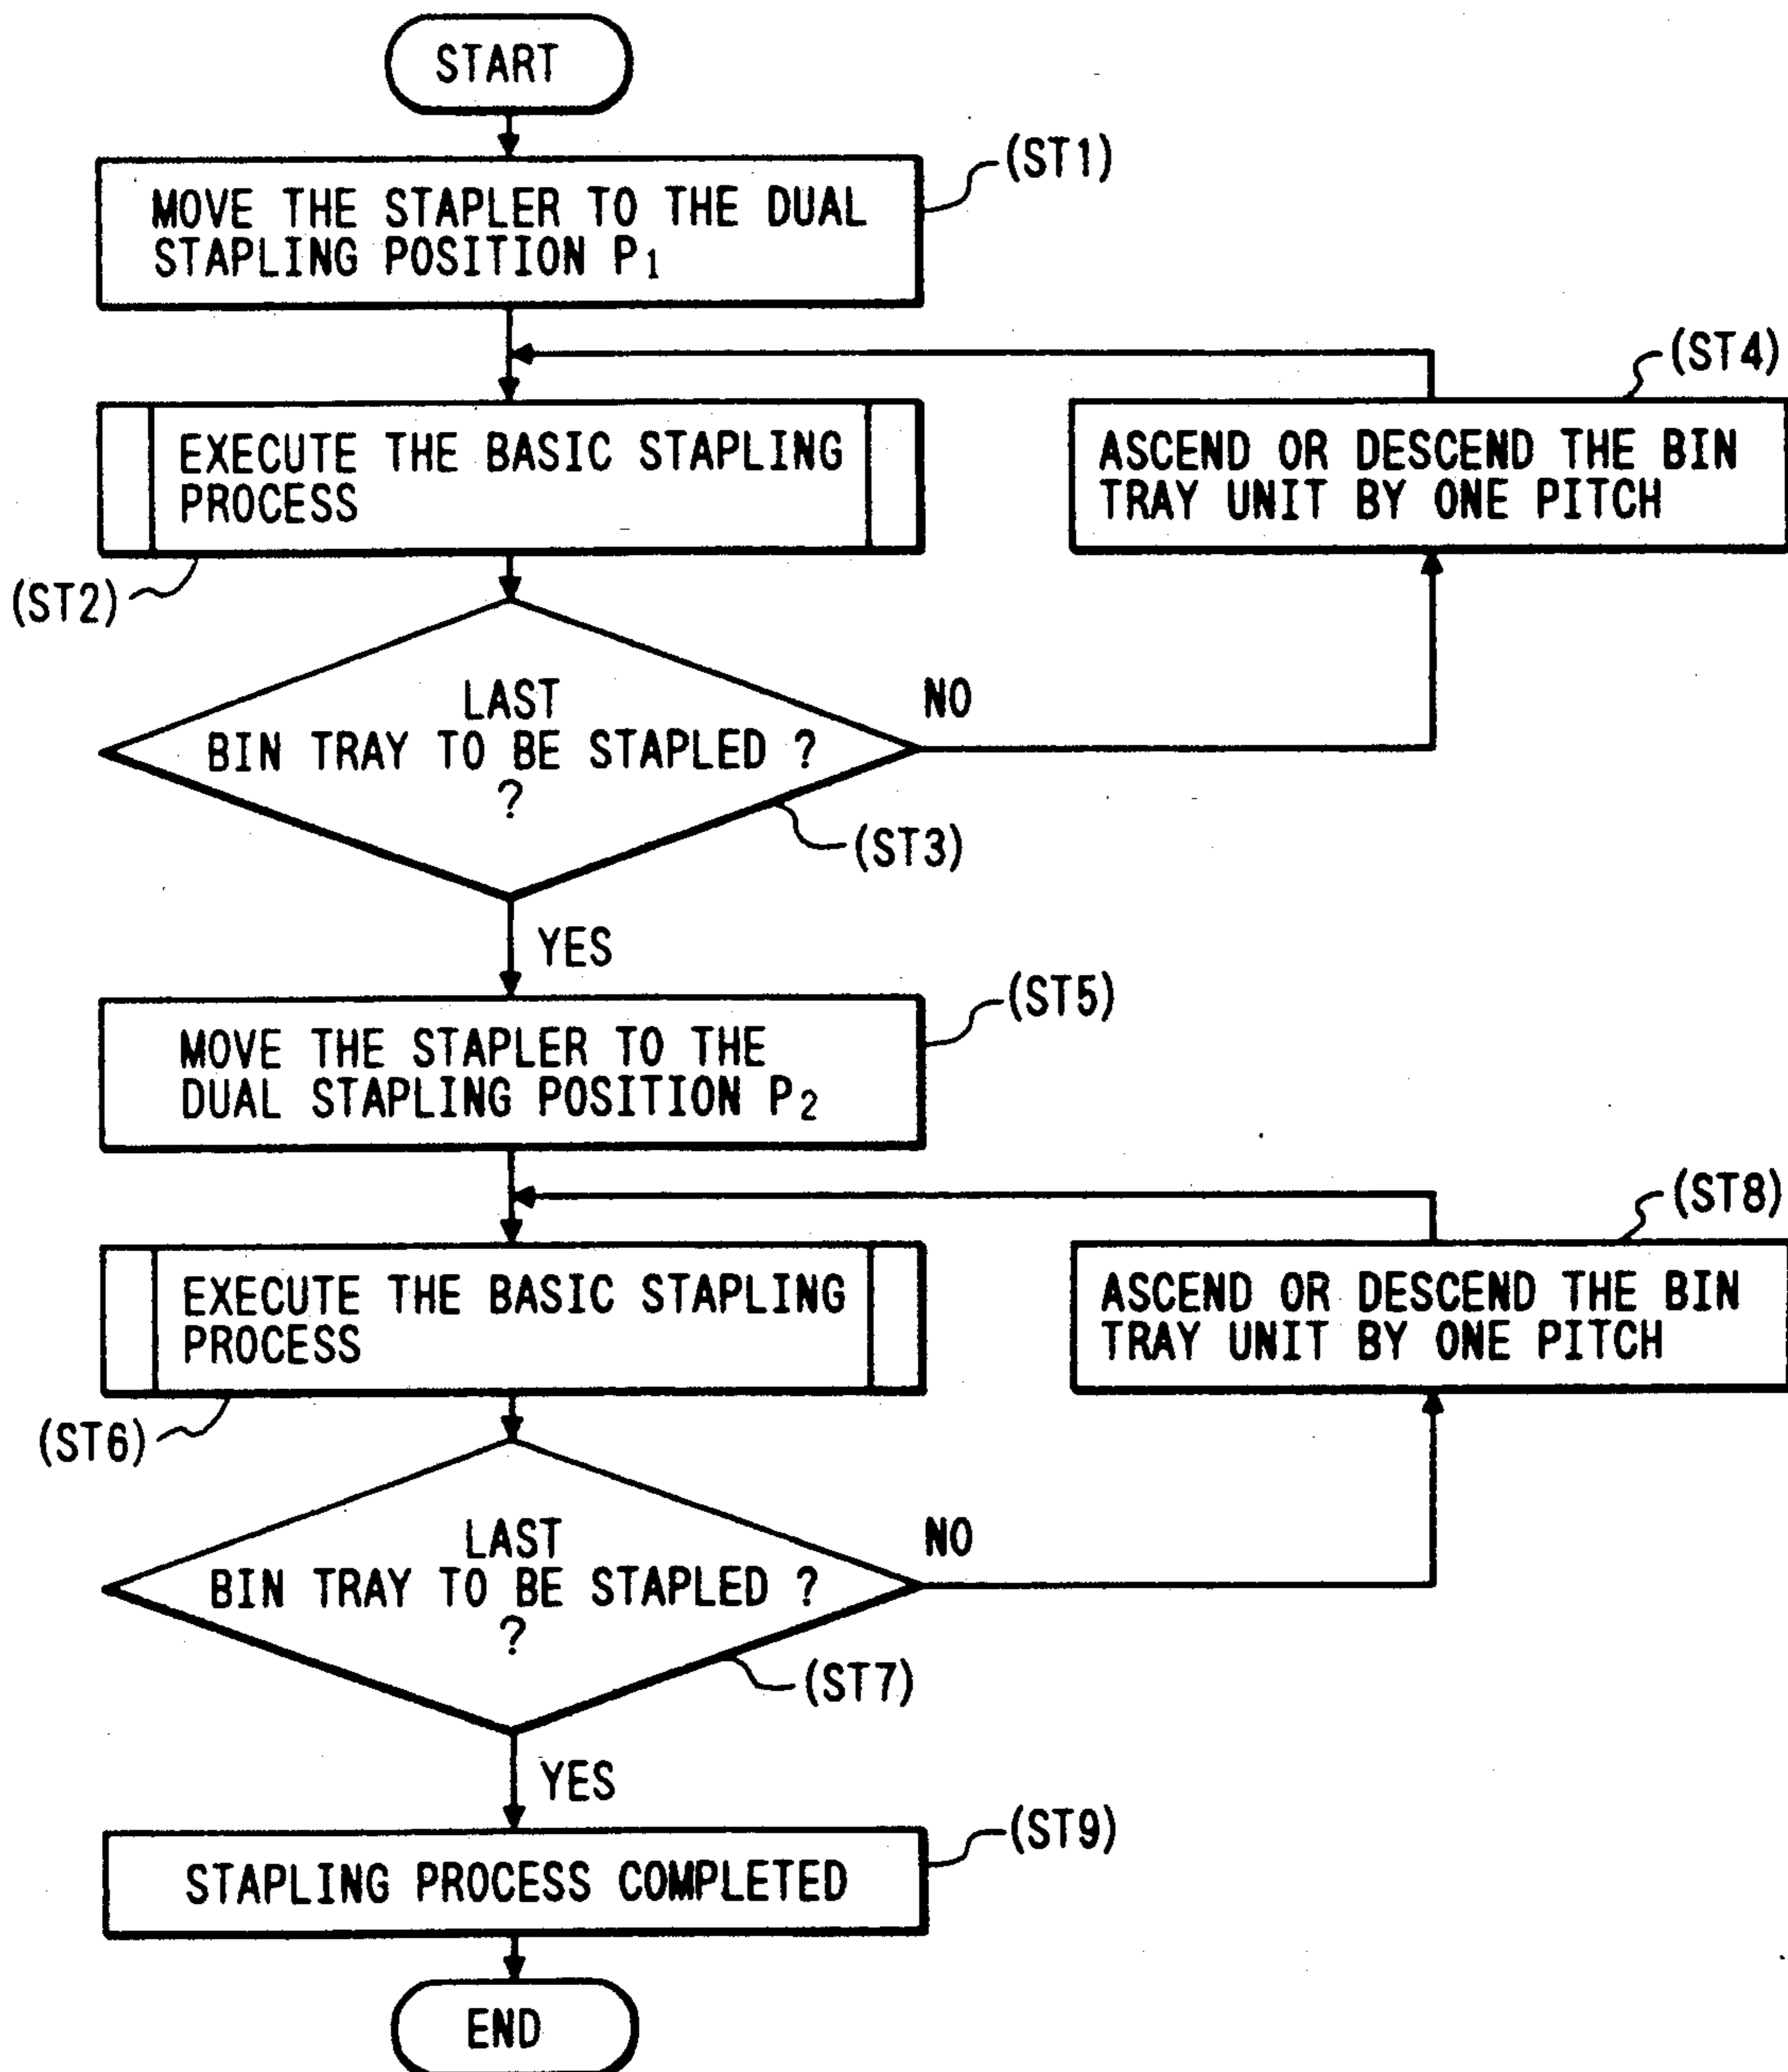 START
(ST1)
MOVE THE STAPLER TO THE DUAL
STAPLING POSITION P1
(ST4)
EXECUTE THE BASIC STAPLING
PROCESS
ASCEND OR DESCEND THE BIN
TRAY UNIT BY ONE PITCH
(ST2)
LAST
BIN TRAY TO BE STAPLED ?
?
NO
(ST3)
YES
(ST5)
MOVE THE STAPLER TO THE
DUAL STAPLING POSITION P2
(ST8)
EXECUTE THE BASIC STAPLING
PROCESS
ASCEND OR DESCEND THE BIN
TRAY UNIT BY ONE PITCH
(ST6)
LAST
BIN TRAY TO BE STAPLED ?
?
NO
(ST7)
YES
(ST9)
STAPLING PROCESS COMPLETED
END